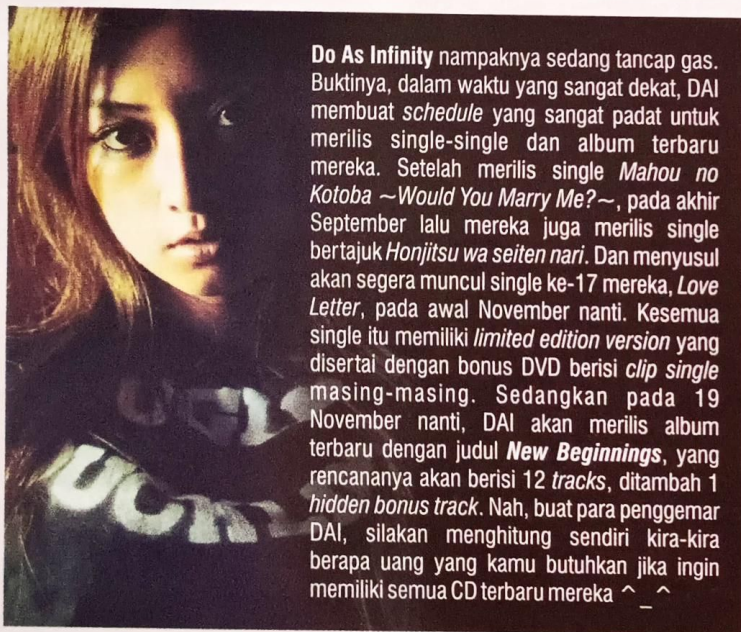 Do As Infinity nampaknya sedang tancap gas.
Buktinya, dalam waktu yang sangat dekat, DAI
membuat schedule yang sangat padat untuk
merilis single-single dan album terbaru
mereka. Setelah merilis single Mahou no
Kotoba ~Would You Marry Me?~, pada akhir
September lalu mereka juga merilis single
bertajuk Honjitsu wa seiten nari. Dan menyusul
akan segera muncul single ke-17 mereka, Love
Letter, pada awal November nanti. Kesemua
single itu memiliki limited edition version yang
disertai dengan bonus DVD berisi clip single
masing-masing. Sedangkan pada 19
November nanti, DAI akan merilis album
terbaru dengan judul New Beginnings, yang
rencananya akan berisi 12 tracks, ditambah 1
hidden bonus track. Nah, buat para penggemar
DAI, silakan menghitung sendiri kira-kira
berapa uang yang kamu butuhkan jika ingin
memiliki semua CD terbaru mereka ^_^